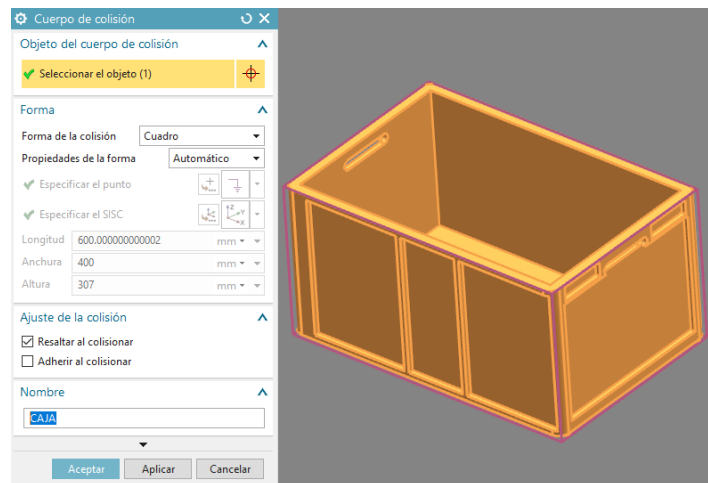 Cuerpo de colisión
Objeto del cuerpo de colisión
Seleccionar el objeto (1)
Forma
Forma de la colisión Cuadro
Propiedades de la forma Automático
Especificar el punto
Especificar el SISC
Z
Y
X
Longitud 600.000000000002 mm
Anchura 400 mm
Altura 307 mm
Ajuste de la colisión
Resaltar al colisionar
Adherir al colisionar
Nombre
CAJA
Aceptar Aplicar Cancelar